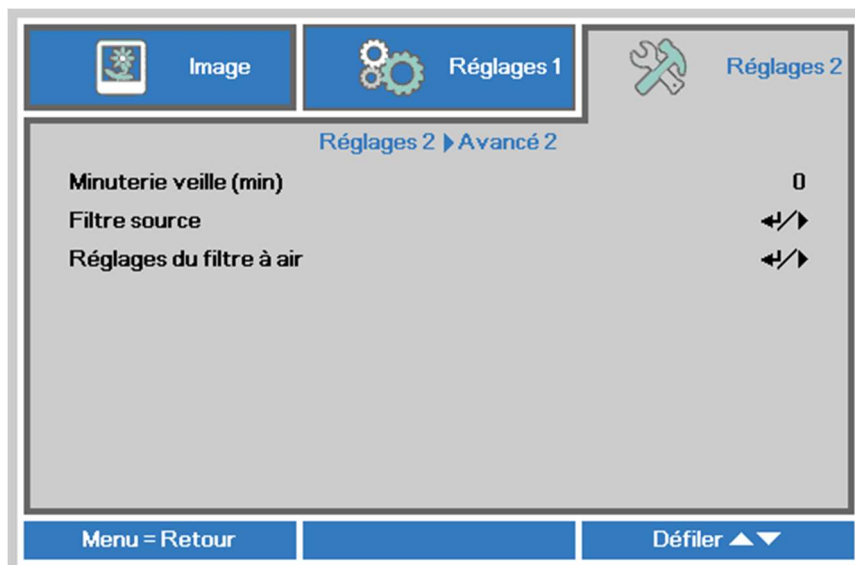 Image
Réglages 1
Réglages 2
Réglages 2 ▶ Avancé 2
Minuterie veille (min) 0
Filtre source ↵/▶
Réglages du filtre à air ↵/▶
Menu = Retour
Défiler ▲▼